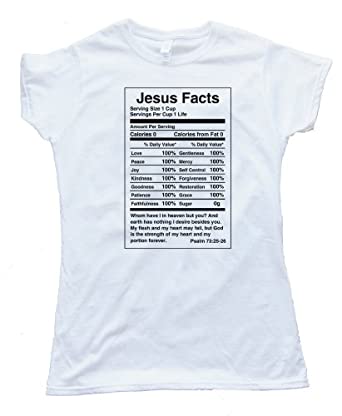 Jesus Facts
Serving Size 1 Cup
Servings Per Cup 1 Life
Amount Per Serving
Calories 0 Calories from Fat 0
% Daily Value* % Daily Value*
Love 100% Gentleness 100%
Peace 100% Mercy 100%
Joy 100% Self Control 100%
Kindness 100% Forgiveness 100%
Goodness 100% Restoration 100%
Patience 100% Grace 100%
Faithfulness 100% Sugar 0g
Whom have I in heaven but you? And
earth has nothing I desire besides you.
My flesh and my heart may fail, but God
is the strength of my heart and my
portion forever. Psalm 73:25-26